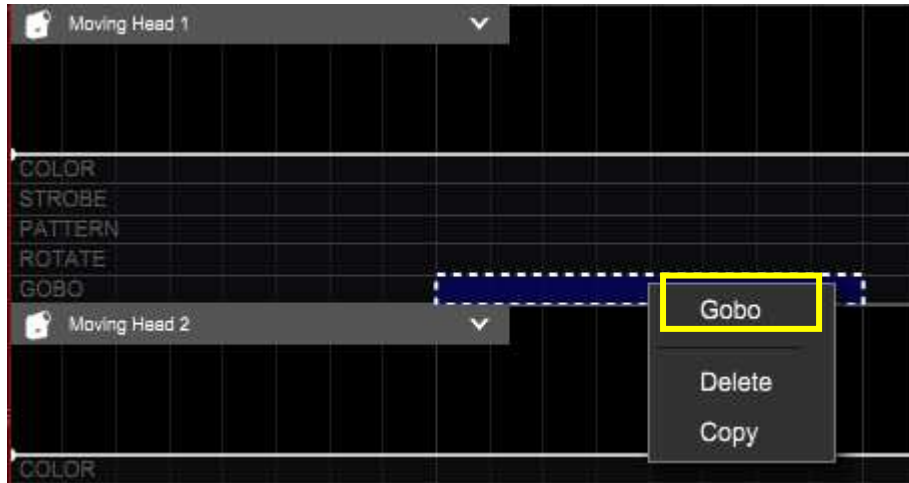 Moving Head 1
COLOR
STROBE
PATTERN
ROTATE
GOBO
Gobo
Moving Head 2
Delete
Copy
COLOR